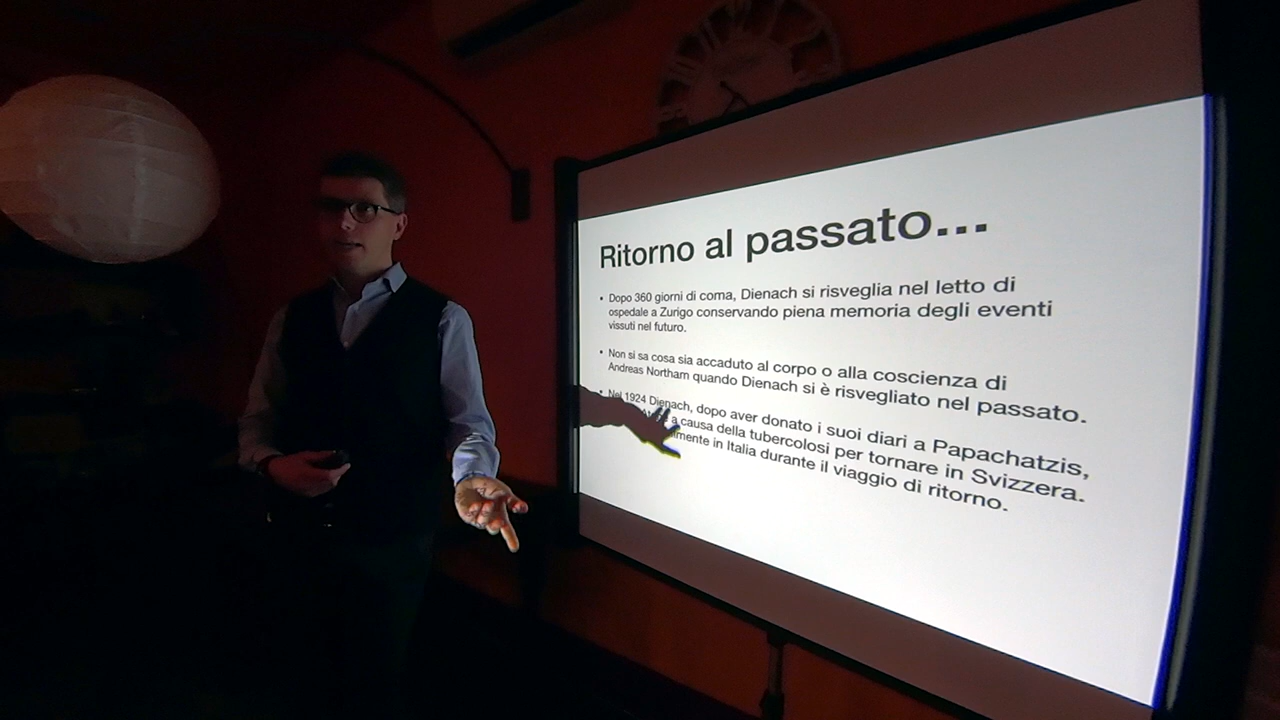 Ritorno al passato...
• Dopo 360 giorni di coma, Dienach si risveglia nel letto di
ospedale a Zurigo conservando piena memoria degli eventi
vissuti nel futuro.
• Non si sa cosa sia accaduto al corpo o alla coscienza di
Andreas Northam quando Dienach si è risvegliato nel passato.
• Nel 1924 Dienach, dopo aver donato i suoi diari a Papachatzis,
a causa della tubercolosi per tornare in Svizzera.
in Italia durante il viaggio di ritorno.